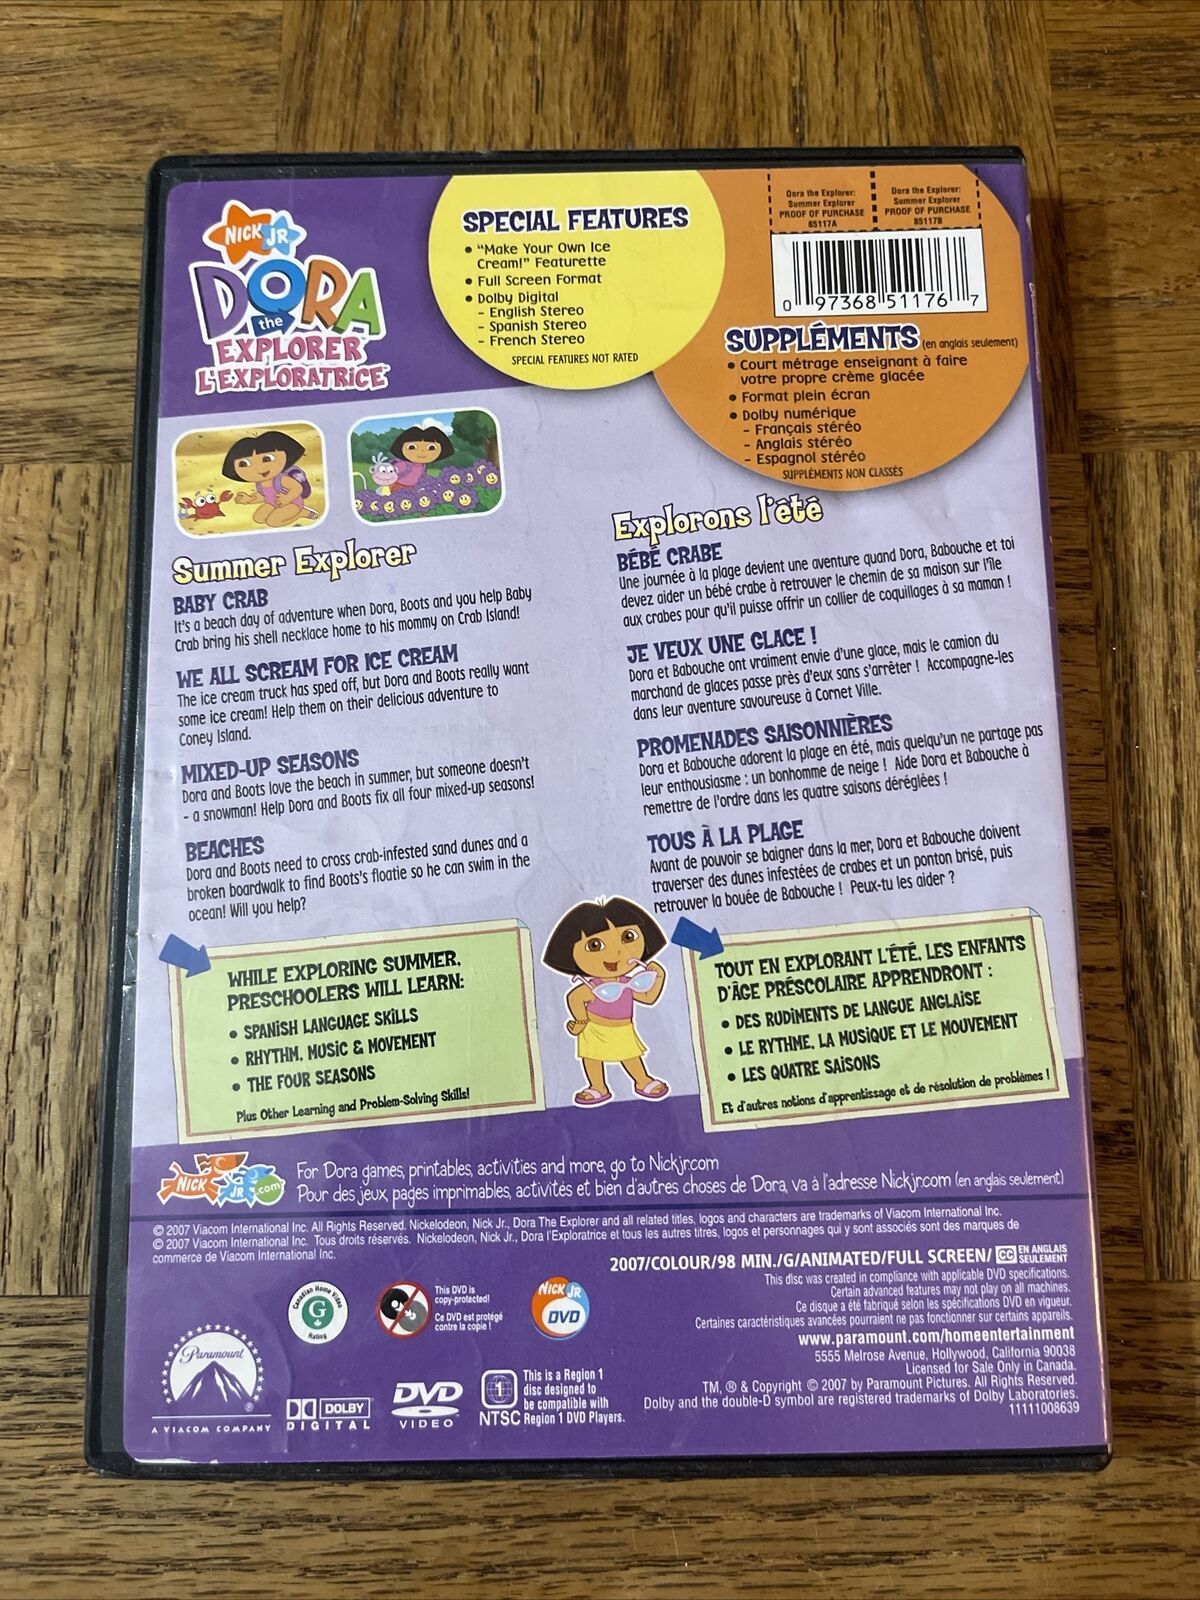 NICK JR
DORA
the
EXPLORER
L'EXPLORATRICE
SPECIAL FEATURES
• "Make Your Own Ice
Cream!" Featurette
• Full Screen Format
• Dolby Digital
- English Stereo
- Spanish Stereo
- French Stereo
SPECIAL FEATURES NOT RATED
Dora the Explorer:
Summer Explorer
PROOF OF PURCHASE
85117A
Dora the Explorer:
Summer Explorer
PROOF OF PURCHASE
85117B
0 97368 51176 7
SUPPLÉMENTS (en anglais seulement)
• Court métrage enseignant à faire
votre propre crème glacée
• Format plein écran
• Dolby numérique
- Français stéréo
- Anglais stéréo
- Espagnol stéréo
SUPPLÉMENTS NON CLASSÉS
Summer Explorer
BABY CRAB
It's a beach day of adventure when Dora, Boots and you help Baby
Crab bring his shell necklace home to his mommy on Crab Island!
WE ALL SCREAM FOR ICE CREAM
The ice cream truck has sped off, but Dora and Boots really want
some ice cream! Help them on their delicious adventure to
Coney Island.
MIXED-UP SEASONS
Dora and Boots love the beach in summer, but someone doesn't
- a snowman! Help Dora and Boots fix all four mixed-up seasons!
BEACHES
Dora and Boots need to cross crab-infested sand dunes and a
broken boardwalk to find Boots's floatie so he can swim in the
ocean! Will you help?
Explorons l'été
BÉBÉ CRABE
Une journée à la plage devient une aventure quand Dora, Babouche et toi
devez aider un bébé crabe à retrouver le chemin de sa maison sur l'île
aux crabes pour qu'il puisse offrir un collier de coquillages à sa maman !
JE VEUX UNE GLACE !
Dora et Babouche ont vraiment envie d'une glace, mais le camion du
marchand de glaces passe près d'eux sans s'arrêter ! Accompagne-les
dans leur aventure savoureuse à Cornet Ville.
PROMENADES SAISONNIÈRES
Dora et Babouche adorent la plage en été, mais quelqu'un ne partage pas
leur enthousiasme : un bonhomme de neige ! Aide Dora et Babouche à
remettre de l'ordre dans les quatre saisons déréglées !
TOUS À LA PLAGE
Avant de pouvoir se baigner dans la mer, Dora et Babouche doivent
traverser des dunes infestées de crabes et un ponton brisé, puis
retrouver la bouée de Babouche ! Peux-tu les aider ?
WHILE EXPLORING SUMMER,
PRESCHOOLERS WILL LEARN:
• SPANISH LANGUAGE SKILLS
• RHYTHM, MUSIC & MOVEMENT
• THE FOUR SEASONS
Plus Other Learning and Problem-Solving Skills!
TOUT EN EXPLORANT L'ÉTÉ, LES ENFANTS
D'ÂGE PRÉSCOLAIRE APPRENDRONT :
• DES RUDIMENTS DE LANGUE ANGLAISE
• LE RYTHME, LA MUSIQUE ET LE MOUVEMENT
• LES QUATRE SAISONS
Et d'autres notions d'apprentissage et de résolution de problèmes !
NICK JR .com
For Dora games, printables, activities and more, go to Nickjr.com
Pour des jeux, pages imprimables, activités et bien d'autres choses de Dora, va à l'adresse Nickjr.com (en anglais seulement)
© 2007 Viacom International Inc. All Rights Reserved. Nickelodeon, Nick Jr., Dora The Explorer and all related titles, logos and characters are trademarks of Viacom International Inc.
© 2007 Viacom International Inc. Tous droits réservés. Nickelodeon, Nick Jr., Dora l'Exploratrice et tous les autres titres, logos et personnages qui y sont associés sont des marques de
commerce de Viacom International Inc.
2007/COLOUR/98 MIN./G/ANIMATED/FULL SCREEN/ CC EN ANGLAIS
SEULEMENT
This disc was created in compliance with applicable DVD specifications.
Certain advanced features may not play on all machines.
Ce disque a été fabriqué selon les spécifications DVD en vigueur.
Certaines caractéristiques avancées pourraient ne pas fonctionner sur certains appareils.
www.paramount.com/homeentertainment
5555 Melrose Avenue, Hollywood, California 90038
Licensed for Sale Only in Canada.
TM, ® & Copyright © 2007 by Paramount Pictures. All Rights Reserved.
Dolby and the double-D symbol are registered trademarks of Dolby Laboratories.
11111008639
Canadian Home Video
G
Rating
This DVD is
copy-protected!
Ce DVD est protégé
contre la copie !
NICK JR
DVD
Paramount
A VIACOM COMPANY
DOLBY
DIGITAL
DVD
VIDEO
1
NTSC
This is a Region 1
disc designed to
be compatible with
Region 1 DVD Players.